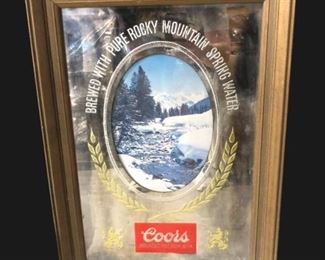 BREWED WITH PURE ROCKY MOUNTAIN SPRING WATER
Coors